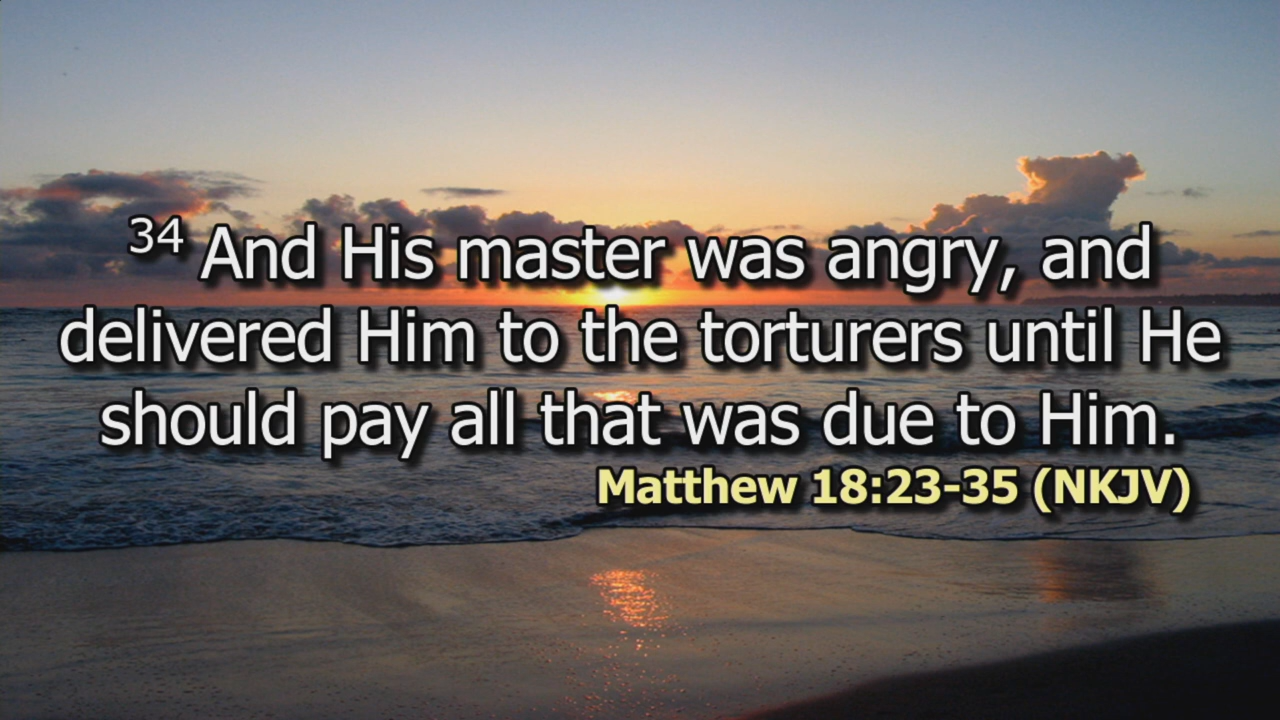 34 And His master was angry, and
delivered Him to the torturers until He
should pay all that was due to Him.
Matthew 18:23-35 (NKJV)